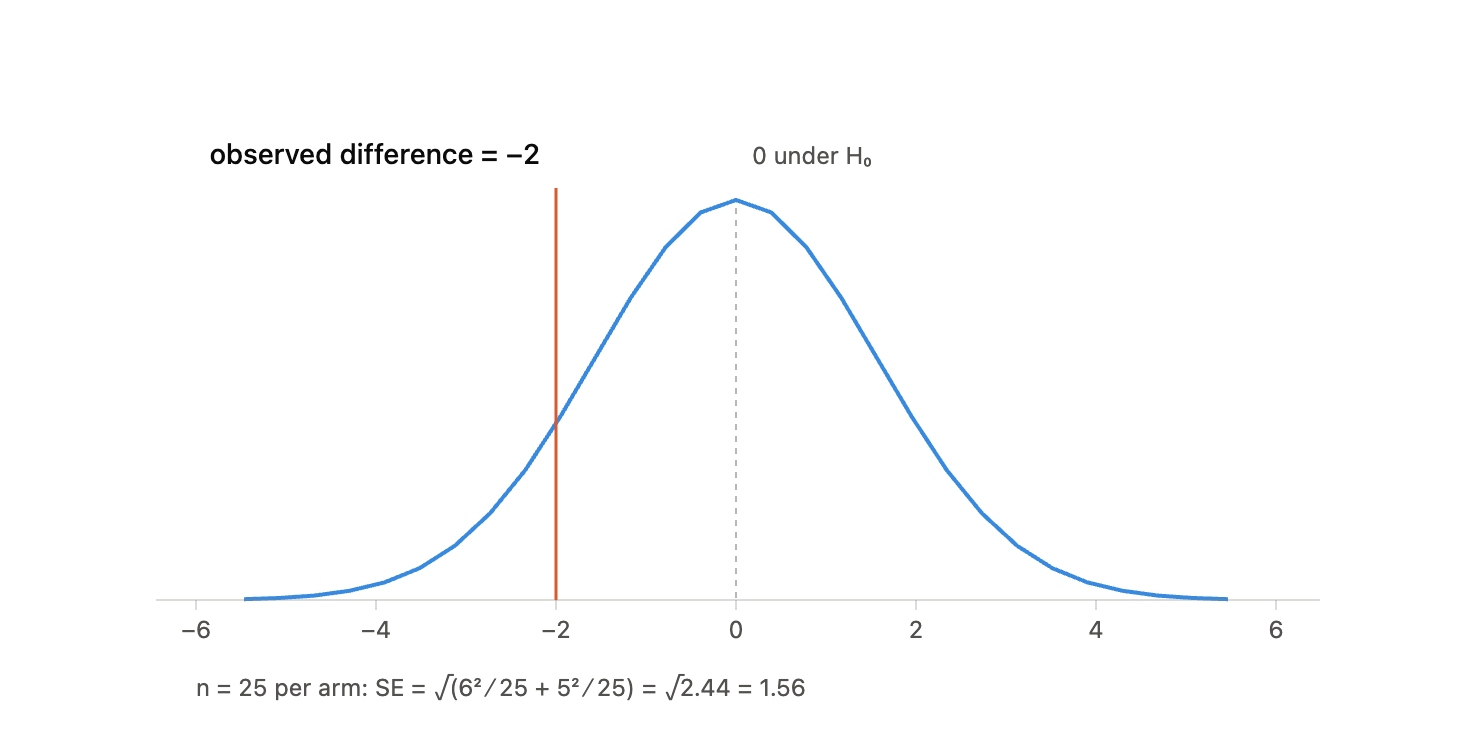 observed difference = −2
0 under H₀
−6
−4
−2
0
2
4
6
n = 25 per arm: SE = √(6²/25 + 5²/25) = √2.44 = 1.56